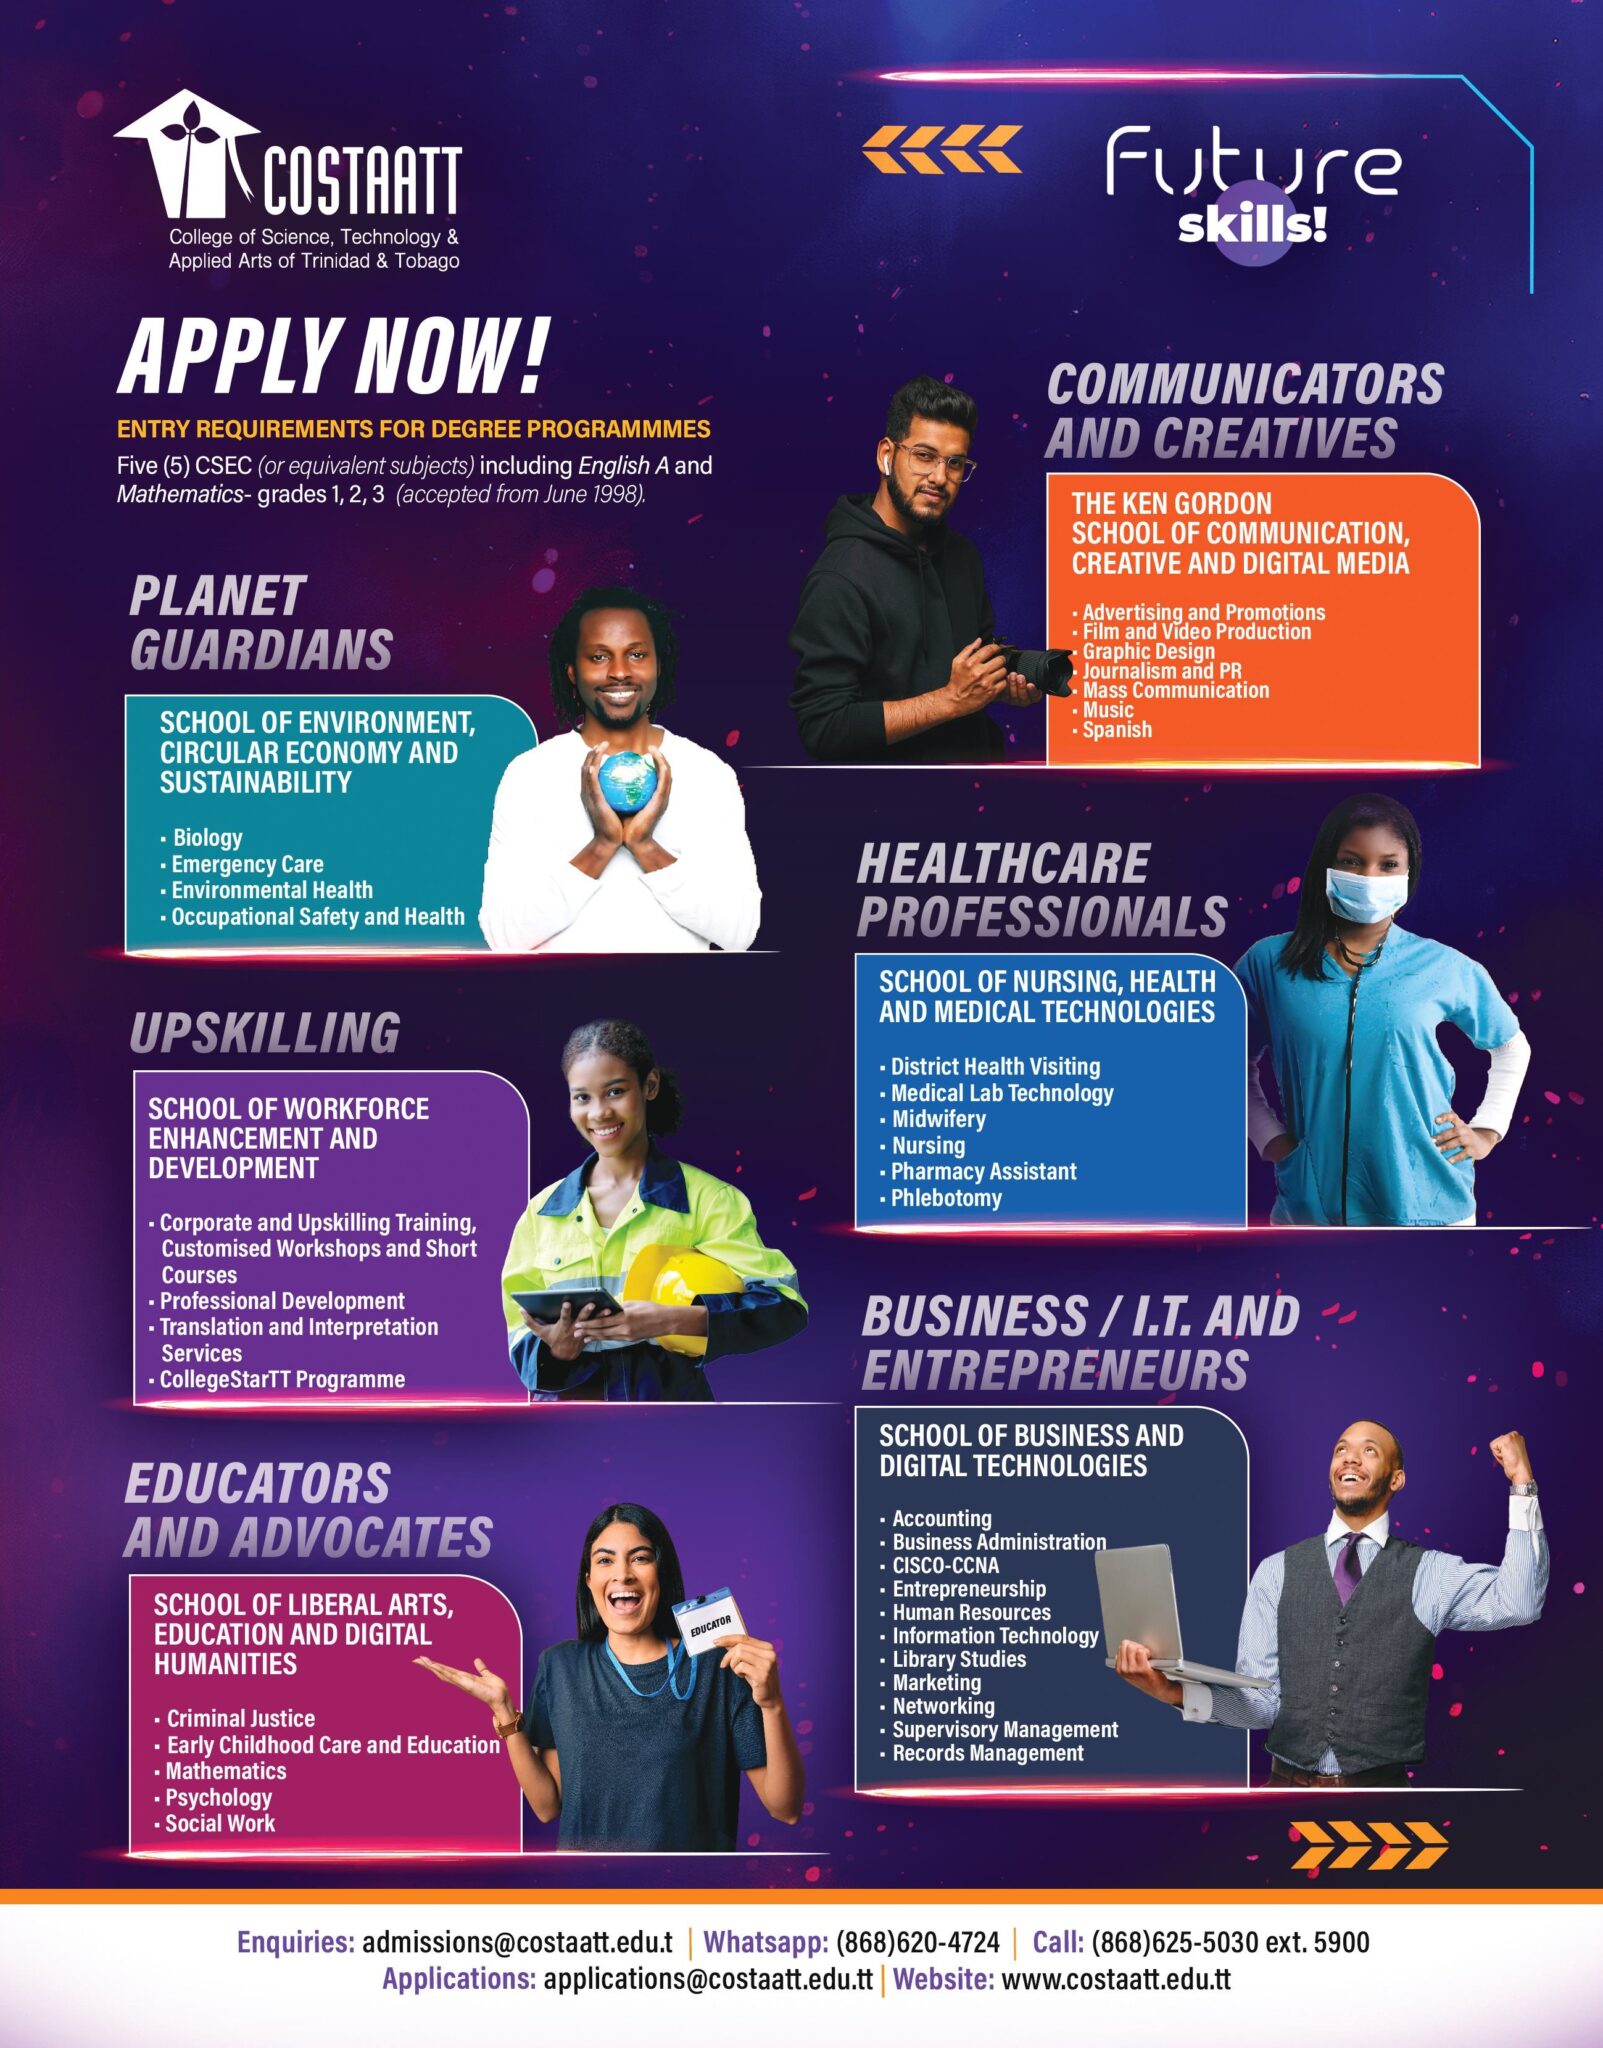 COSTAATT
College of Science, Technology &
Applied Arts of Trinidad & Tobago
Future
skills!
APPLY NOW!
ENTRY REQUIREMENTS FOR DEGREE PROGRAMMMES
Five (5) CSEC (or equivalent subjects) including English A and
Mathematics- grades 1, 2, 3 (accepted from June 1998).
PLANET
GUARDIANS
SCHOOL OF ENVIRONMENT,
CIRCULAR ECONOMY AND
SUSTAINABILITY
• Biology
• Emergency Care
• Environmental Health
• Occupational Safety and Health
UPSKILLING
SCHOOL OF WORKFORCE
ENHANCEMENT AND
DEVELOPMENT
• Corporate and Upskilling Training,
Customised Workshops and Short
Courses
• Professional Development
• Translation and Interpretation
Services
• CollegeStarTT Programme
EDUCATORS
AND ADVOCATES
SCHOOL OF LIBERAL ARTS,
EDUCATION AND DIGITAL
HUMANITIES
• Criminal Justice
• Early Childhood Care and Education
• Mathematics
• Psychology
• Social Work
EDUCATOR
COMMUNICATORS
AND CREATIVES
THE KEN GORDON
SCHOOL OF COMMUNICATION,
CREATIVE AND DIGITAL MEDIA
• Advertising and Promotions
• Film and Video Production
• Graphic Design
• Journalism and PR
• Mass Communication
• Music
• Spanish
HEALTHCARE
PROFESSIONALS
SCHOOL OF NURSING, HEALTH
AND MEDICAL TECHNOLOGIES
• District Health Visiting
• Medical Lab Technology
• Midwifery
• Nursing
• Pharmacy Assistant
• Phlebotomy
BUSINESS / I.T. AND
ENTREPRENEURS
SCHOOL OF BUSINESS AND
DIGITAL TECHNOLOGIES
• Accounting
• Business Administration
• CISCO-CCNA
• Entrepreneurship
• Human Resources
• Information Technology
• Library Studies
• Marketing
• Networking
• Supervisory Management
• Records Management
Enquiries: admissions@costaatt.edu.t | Whatsapp: (868)620-4724 | Call: (868)625-5030 ext. 5900
Applications: applications@costaatt.edu.tt | Website: www.costaatt.edu.tt